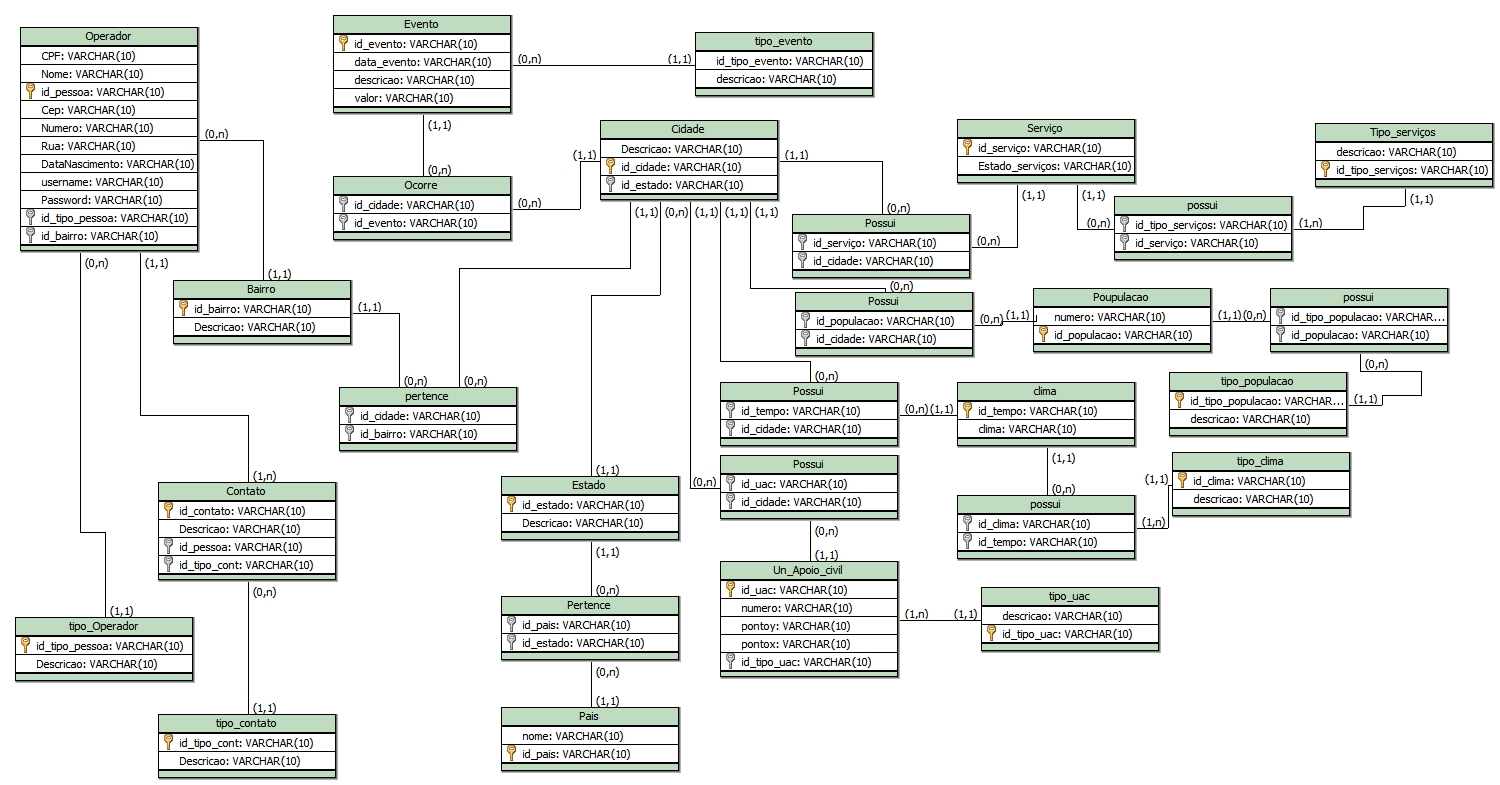 Operador
CPF: VARCHAR(10)
Nome: VARCHAR(10)
id_pessoa: VARCHAR(10)
Cep: VARCHAR(10)
Numero: VARCHAR(10)
Rua: VARCHAR(10)
DataNascimento: VARCHAR(10)
username: VARCHAR(10)
Password: VARCHAR(10)
id_tipo_pessoa: VARCHAR(10)
id_bairro: VARCHAR(10)
(0,n)
(0,n)
(1,1)
Evento
id_evento: VARCHAR(10)
data_evento: VARCHAR(10)
descricao: VARCHAR(10)
valor: VARCHAR(10)
(0,n)
(1,1)
(1,1)
(0,n)
tipo_evento
id_tipo_evento: VARCHAR(10)
descricao: VARCHAR(10)
Ocorre
id_cidade: VARCHAR(10)
id_evento: VARCHAR(10)
(0,n)
(1,1)
Cidade
Descricao: VARCHAR(10)
id_cidade: VARCHAR(10)
id_estado: VARCHAR(10)
(1,1)
(1,1)
(0,n)
(1,1)
(1,1)
(1,1)
(0,n)
Serviço
id_serviço: VARCHAR(10)
Estado_serviços: VARCHAR(10)
(1,1)
(1,1)
Tipo_serviços
descricao: VARCHAR(10)
id_tipo_serviços: VARCHAR(10)
(1,1)
possui
id_tipo_serviços: VARCHAR(10)
id_serviço: VARCHAR(10)
(0,n)
(1,n)
Possui
id_serviço: VARCHAR(10)
id_cidade: VARCHAR(10)
(0,n)
(0,n)
Possui
id_populacao: VARCHAR(10)
id_cidade: VARCHAR(10)
(0,n)
(1,1)
Poupulacao
numero: VARCHAR(10)
id_populacao: VARCHAR(10)
(1,1)
(0,n)
possui
id_tipo_populacao: VARCHAR...
id_populacao: VARCHAR(10)
(0,n)
tipo_populacao
id_tipo_populacao: VARCHAR...
descricao: VARCHAR(10)
(1,1)
(1,1)
Bairro
id_bairro: VARCHAR(10)
Descricao: VARCHAR(10)
(1,1)
(0,n)
(0,n)
pertence
id_cidade: VARCHAR(10)
id_bairro: VARCHAR(10)
(0,n)
Possui
id_tempo: VARCHAR(10)
id_cidade: VARCHAR(10)
(0,n)
(1,1)
clima
id_tempo: VARCHAR(10)
clima: VARCHAR(10)
(1,1)
(0,n)
possui
id_clima: VARCHAR(10)
id_tempo: VARCHAR(10)
(1,n)
(1,1)
tipo_clima
id_clima: VARCHAR(10)
descricao: VARCHAR(10)
Possui
id_uac: VARCHAR(10)
id_cidade: VARCHAR(10)
(0,n)
(0,n)
(1,1)
(1,n)
Contato
id_contato: VARCHAR(10)
Descricao: VARCHAR(10)
id_pessoa: VARCHAR(10)
id_tipo_cont: VARCHAR(10)
(0,n)
(1,1)
Estado
id_estado: VARCHAR(10)
Descricao: VARCHAR(10)
(1,1)
(0,n)
Pertence
id_pais: VARCHAR(10)
id_estado: VARCHAR(10)
(0,n)
(1,1)
Pais
nome: VARCHAR(10)
id_pais: VARCHAR(10)
Un_Apoio_civil
id_uac: VARCHAR(10)
numero: VARCHAR(10)
pontoy: VARCHAR(10)
pontox: VARCHAR(10)
id_tipo_uac: VARCHAR(10)
(1,n)
(1,1)
tipo_uac
descricao: VARCHAR(10)
id_tipo_uac: VARCHAR(10)
(1,1)
tipo_Operador
id_tipo_pessoa: VARCHAR(10)
Descricao: VARCHAR(10)
(1,1)
tipo_contato
id_tipo_cont: VARCHAR(10)
Descricao: VARCHAR(10)